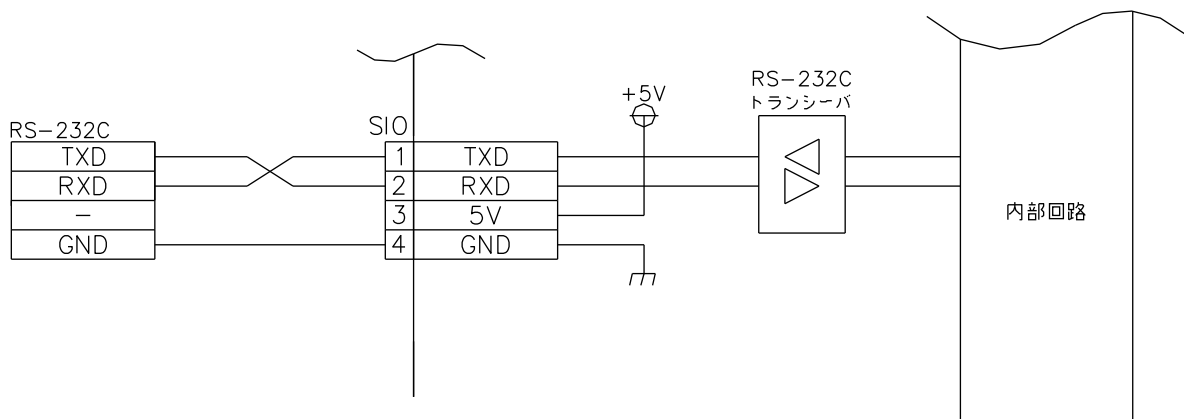 RS-232C
TXD
RXD
-
GND
SIO
1 TXD
2 RXD
3 5V
4 GND
+5V
RS-232C
トランシーバ
内部回路